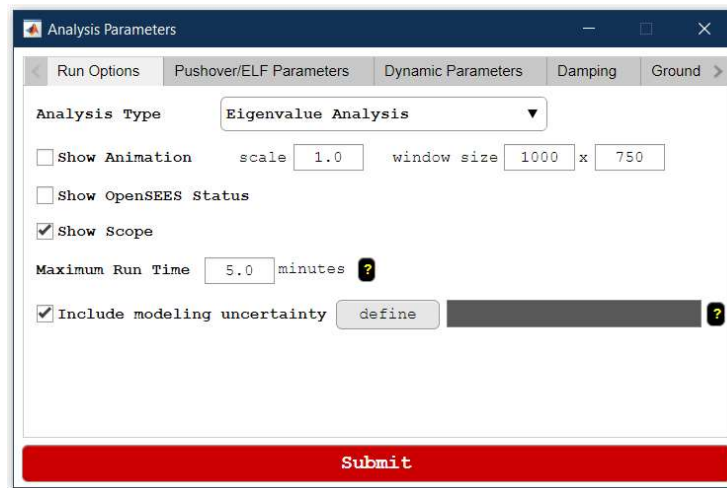 Analysis Parameters
Run Options Pushover/ELF Parameters Dynamic Parameters Damping Ground
Analysis Type Eigenvalue Analysis
Show Animation scale 1.0 window size 1000 x 750
Show OpenSEES Status
Show Scope
Maximum Run Time 5.0 minutes ?
Include modeling uncertainty define ?
Submit